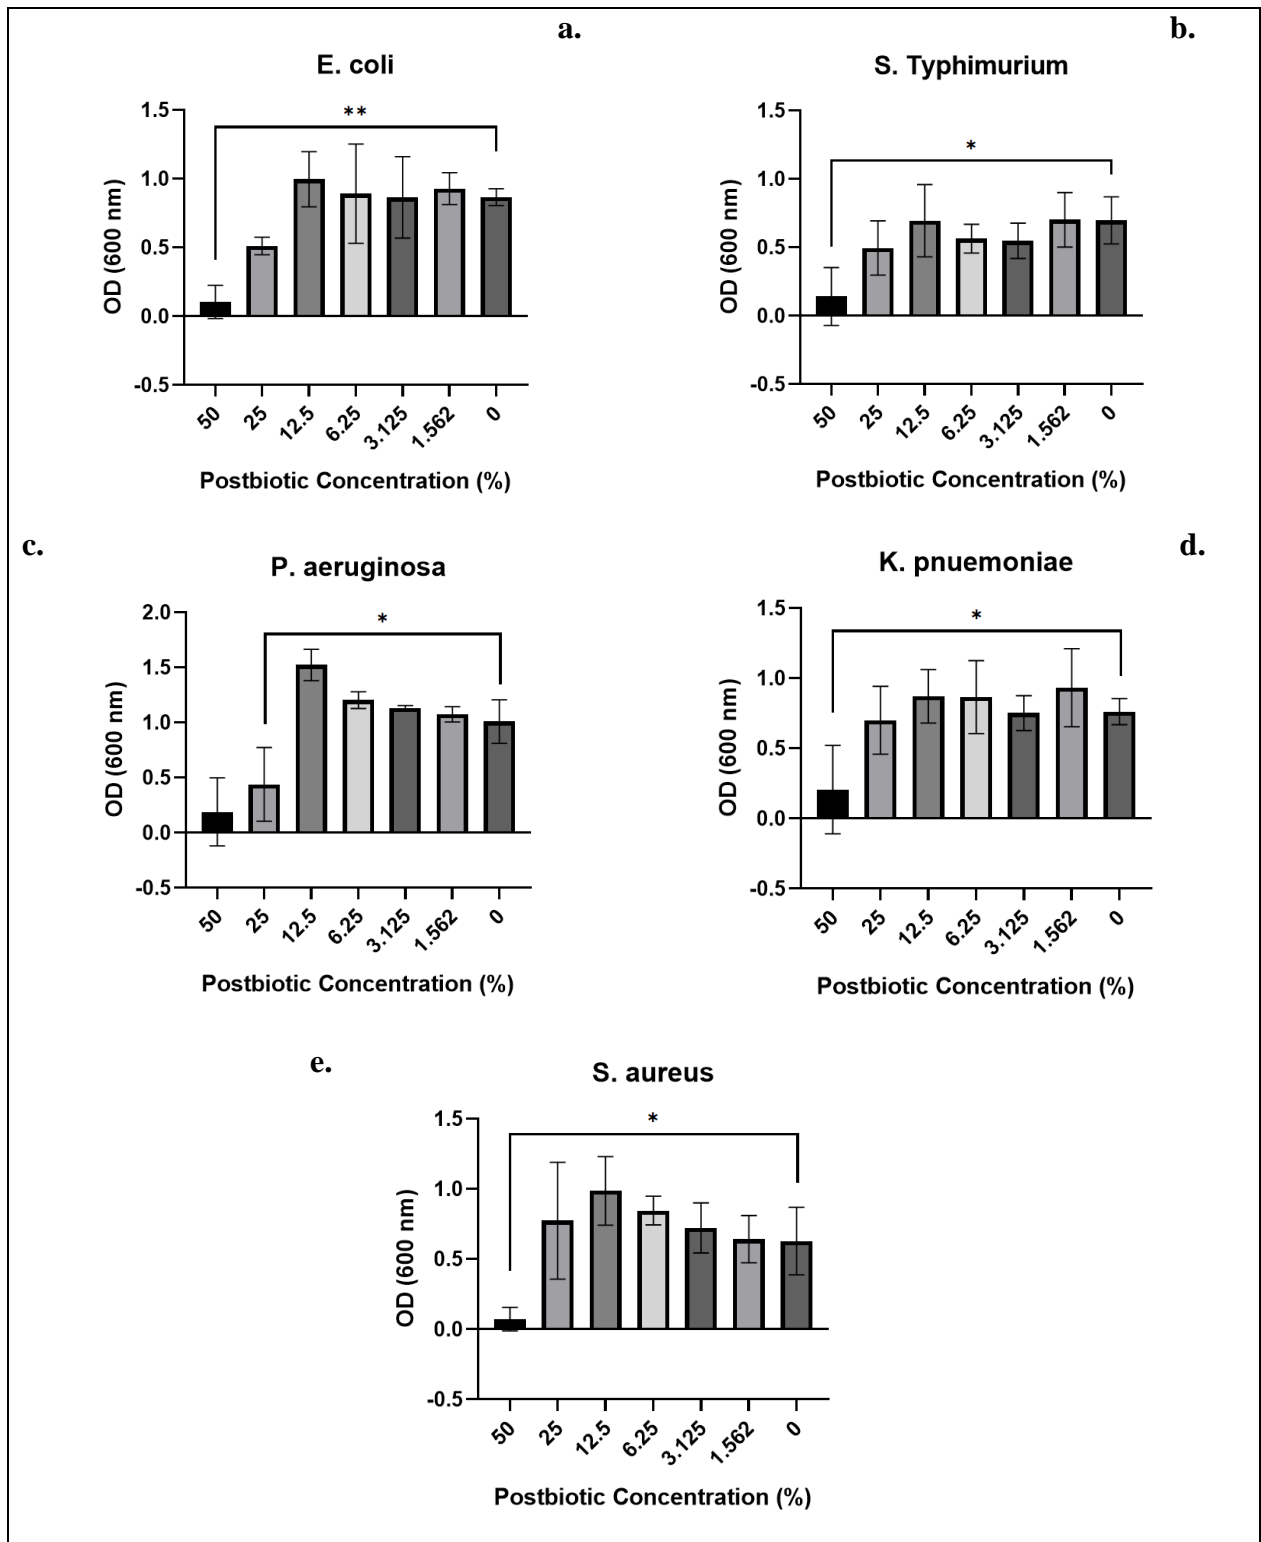 a.
E. coli
**
1.5
1.0
0.5
0.0
-0.5
OD (600 nm)
50 25 12.5 6.25 3.125 1.562 0
Postbiotic Concentration (%)
b.
S. Typhimurium
*
1.5
1.0
0.5
0.0
-0.5
OD (600 nm)
50 25 12.5 6.25 3.125 1.562 0
Postbiotic Concentration (%)
c.
P. aeruginosa
*
2.0
1.5
1.0
0.5
0.0
-0.5
OD (600 nm)
50 25 12.5 6.25 3.125 1.562 0
Postbiotic Concentration (%)
d.
K. pnuemoniae
*
1.5
1.0
0.5
0.0
-0.5
OD (600 nm)
50 25 12.5 6.25 3.125 1.562 0
Postbiotic Concentration (%)
e.
S. aureus
*
1.5
1.0
0.5
0.0
-0.5
OD (600 nm)
50 25 12.5 6.25 3.125 1.562 0
Postbiotic Concentration (%)